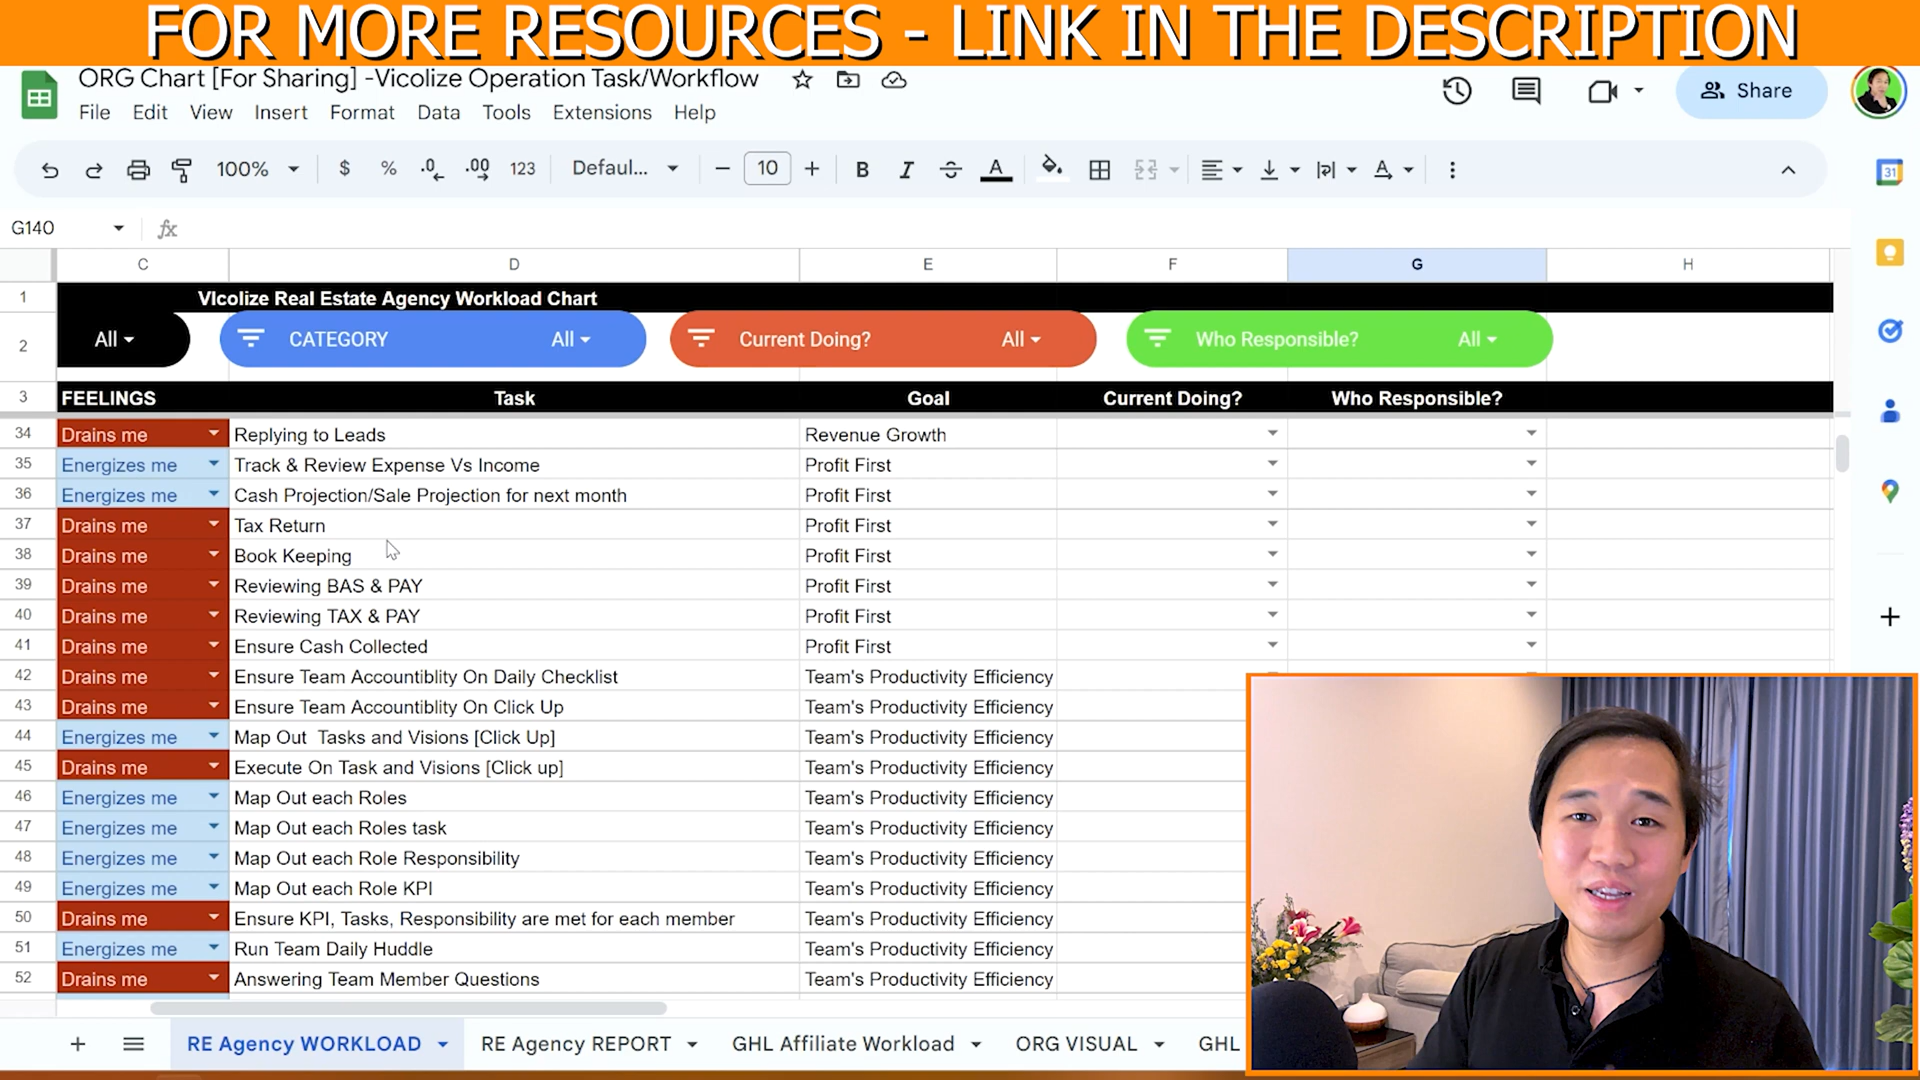 FOR MORE RESOURCES - LINK IN THE DESCRIPTION
ORG Chart [For Sharing] -Vicolize Operation Task/Workflow
File Edit View Insert Format Data Tools Extensions Help
Share
31
100% $ % .0 .00 123 Defaul... 10 B I S A A
G140 fx
C D E F G H
1 VIcolize Real Estate Agency Workload Chart
2 All CATEGORY All Current Doing? All Who Responsible? All
3 FEELINGS Task Goal Current Doing? Who Responsible?
34 Drains me Replying to Leads Revenue Growth
35 Energizes me Track & Review Expense Vs Income Profit First
36 Energizes me Cash Projection/Sale Projection for next month Profit First
37 Drains me Tax Return Profit First
38 Drains me Book Keeping Profit First
39 Drains me Reviewing BAS & PAY Profit First
40 Drains me Reviewing TAX & PAY Profit First
41 Drains me Ensure Cash Collected Profit First
42 Drains me Ensure Team Accountiblity On Daily Checklist Team's Productivity Efficiency
43 Drains me Ensure Team Accountiblity On Click Up Team's Productivity Efficiency
44 Energizes me Map Out Tasks and Visions [Click Up] Team's Productivity Efficiency
45 Drains me Execute On Task and Visions [Click up] Team's Productivity Efficiency
46 Energizes me Map Out each Roles Team's Productivity Efficiency
47 Energizes me Map Out each Roles task Team's Productivity Efficiency
48 Energizes me Map Out each Role Responsibility Team's Productivity Efficiency
49 Energizes me Map Out each Role KPI Team's Productivity Efficiency
50 Drains me Ensure KPI, Tasks, Responsibility are met for each member Team's Productivity Efficiency
51 Energizes me Run Team Daily Huddle Team's Productivity Efficiency
52 Drains me Answering Team Member Questions Team's Productivity Efficiency
RE Agency WORKLOAD RE Agency REPORT GHL Affiliate Workload ORG VISUAL GHL